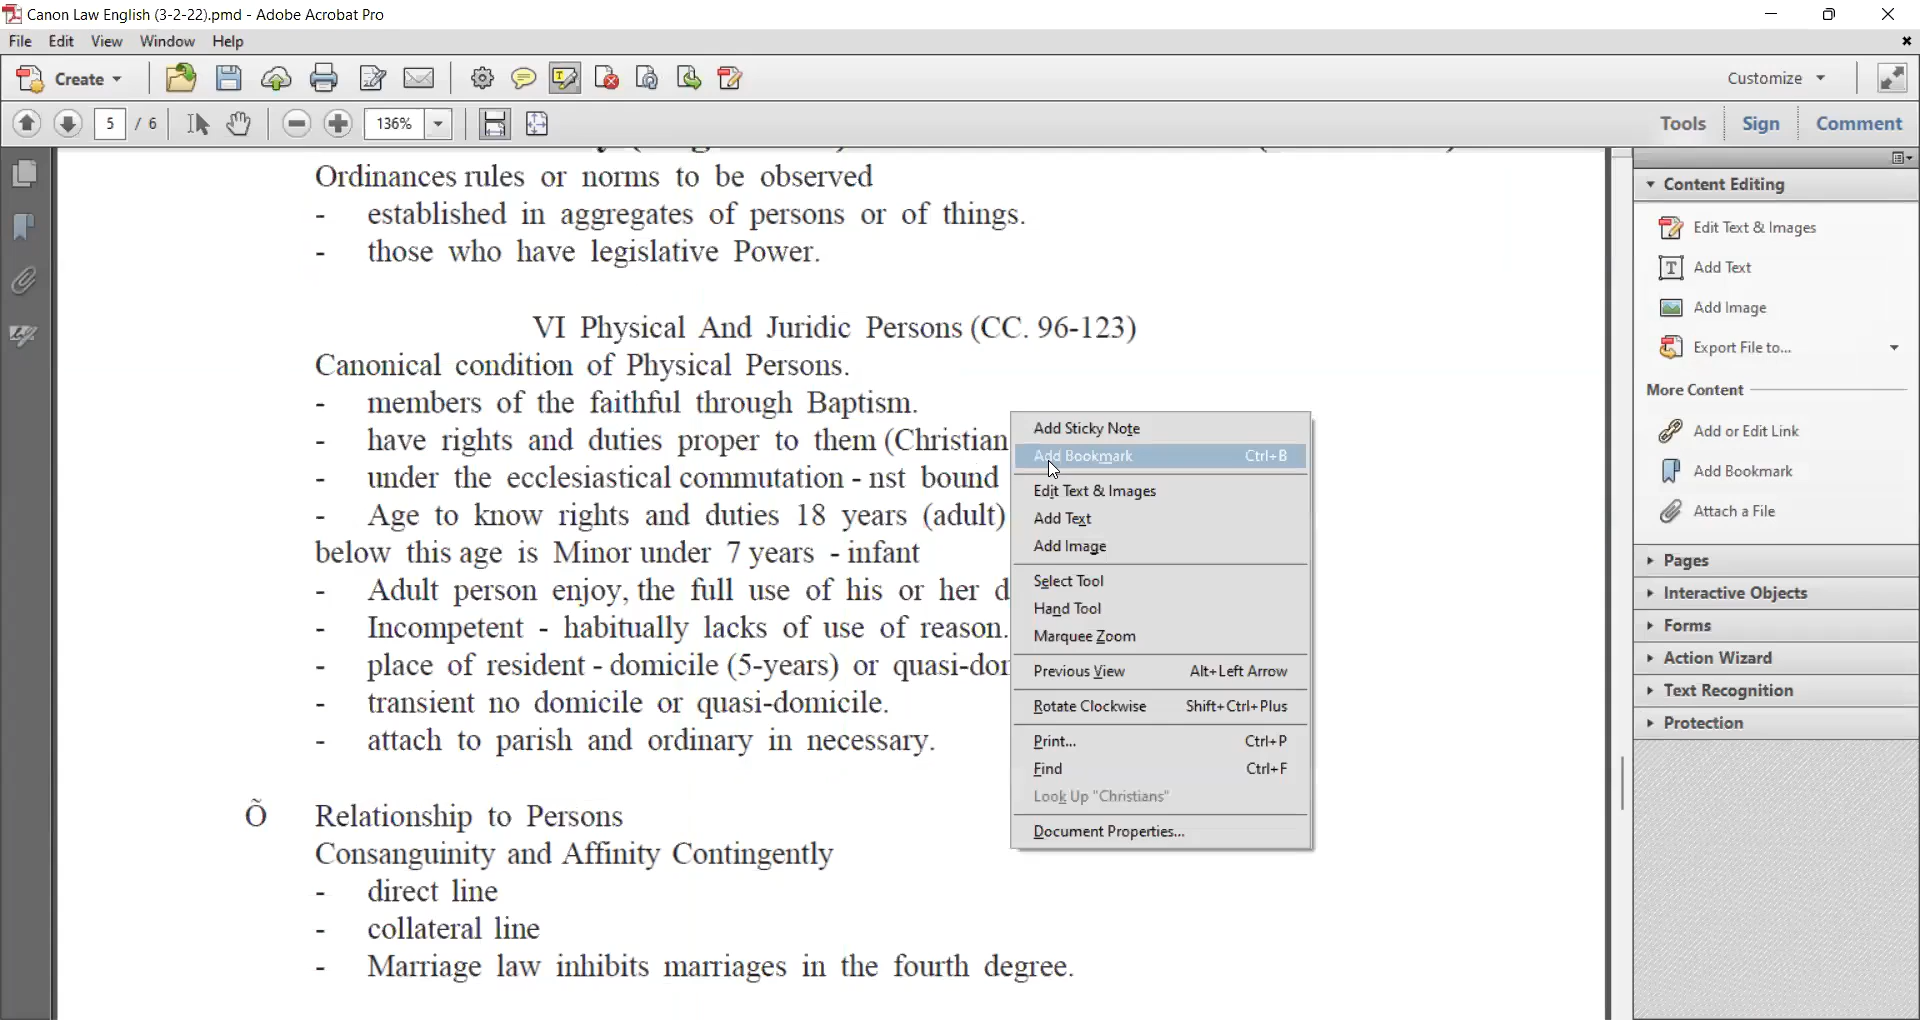 Canon Law English (3-2-22).pmd - Adobe Acrobat Pro
File Edit View Window Help
Create
Customize
5 / 6
136%
Tools Sign Comment
Ordinances rules or norms to be observed
- established in aggregates of persons or of things.
- those who have legislative Power.
VI Physical And Juridic Persons (CC. 96-123)
Canonical condition of Physical Persons.
- members of the faithful through Baptism.
- have rights and duties proper to them (Christian
- under the ecclesiastical commutation - nst bound
- Age to know rights and duties 18 years (adult)
below this age is Minor under 7 years - infant
- Adult person enjoy, the full use of his or her d
- Incompetent - habitually lacks of use of reason.
- place of resident - domicile (5-years) or quasi-dor
- transient no domicile or quasi-domicile.
- attach to parish and ordinary in necessary.
Õ Relationship to Persons
Consanguinity and Affinity Contingently
- direct line
- collateral line
- Marriage law inhibits marriages in the fourth degree.
Add Sticky Note
Add Bookmark Ctrl+B
Edit Text & Images
Add Text
Add Image
Select Tool
Hand Tool
Marquee Zoom
Previous View Alt+Left Arrow
Rotate Clockwise Shift+Ctrl+Plus
Print... Ctrl+P
Find Ctrl+F
Look Up "Christians"
Document Properties...
Content Editing
Edit Text & Images
Add Text
Add Image
Export File to...
More Content
Add or Edit Link
Add Bookmark
Attach a File
Pages
Interactive Objects
Forms
Action Wizard
Text Recognition
Protection